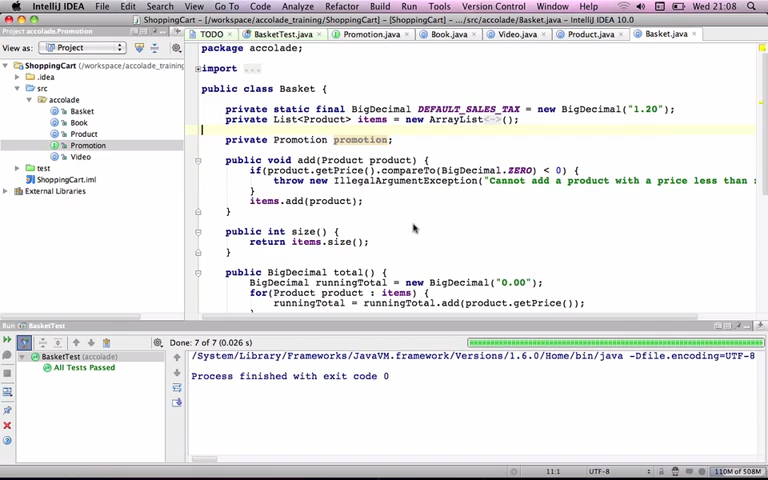 IntelliJ IDEA File Edit Search View Go To Code Analyze Refactor Build Run Tools Version Control Window Help Wed 21:08
ShoppingCart - [/workspace/accolade_training/ShoppingCart] - [ShoppingCart] - .../src/accolade/Basket.java - IntelliJ IDEA 10.0
Project - accolade.Promotion
TODO BasketTest.java Promotion.java Book.java Video.java Product.java Basket.java
View as: Project
ShoppingCart (/workspace/accolade_training/
.idea
src
accolade
Basket
Book
Product
Promotion
Video
test
ShoppingCart.iml
External Libraries
package accolade;
import ...
public class Basket {
private static final BigDecimal DEFAULT_SALES_TAX = new BigDecimal("1.20");
private List<Product> items = new ArrayList<~>();
private Promotion promotion;
public void add(Product product) {
if(product.getPrice().compareTo(BigDecimal.ZERO) < 0) {
throw new IllegalArgumentException("Cannot add a product with a price less than
}
items.add(product);
}
public int size() {
return items.size();
}
public BigDecimal total() {
BigDecimal runningTotal = new BigDecimal("0.00");
for(Product product : items) {
runningTotal = runningTotal.add(product.getPrice());
Run BasketTest
Done: 7 of 7 (0.026 s)
BasketTest (accolade)
All Tests Passed
/System/Library/Frameworks/JavaVM.framework/Versions/1.6.0/Home/bin/java -Dfile.encoding=UTF-8
Process finished with exit code 0
11:1 UTF-8 110M of 508M